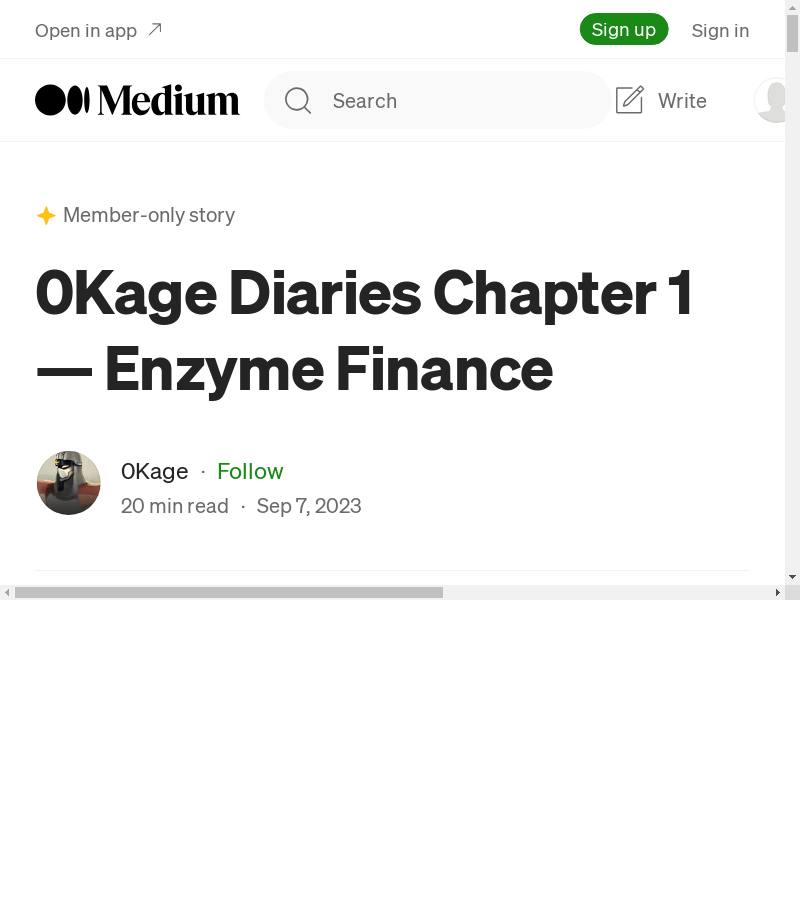 Open in app
Sign up
Sign in
Medium
Search
Write
Member-only story
0Kage Diaries Chapter 1
— Enzyme Finance
0Kage · Follow
20 min read · Sep 7, 2023